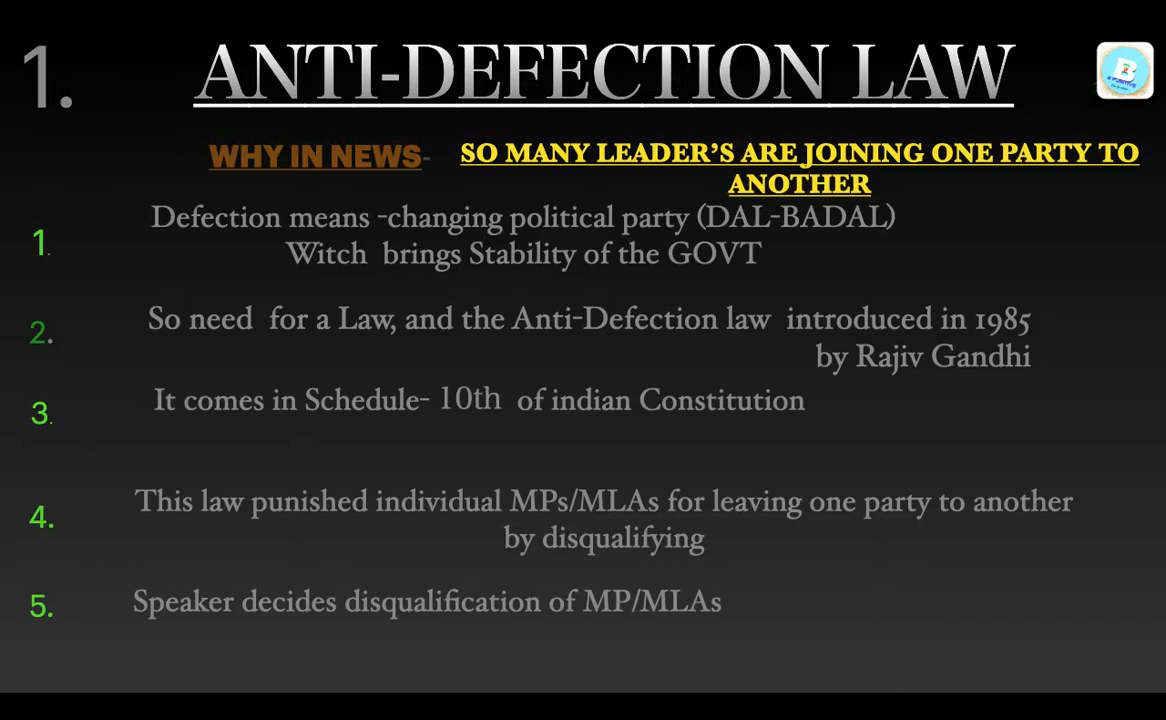 1. ANTI-DEFECTION LAW
WHY IN NEWS- SO MANY LEADER'S ARE JOINING ONE PARTY TO
ANOTHER
1. Defection means -changing political party (DAL-BADAL)
Witch brings Stability of the GOVT
2. So need for a Law, and the Anti-Defection law introduced in 1985
by Rajiv Gandhi
3. It comes in Schedule- 10th of indian Constitution
4. This law punished individual MPs/MLAs for leaving one party to another
by disqualifying
5. Speaker decides disqualification of MP/MLAs